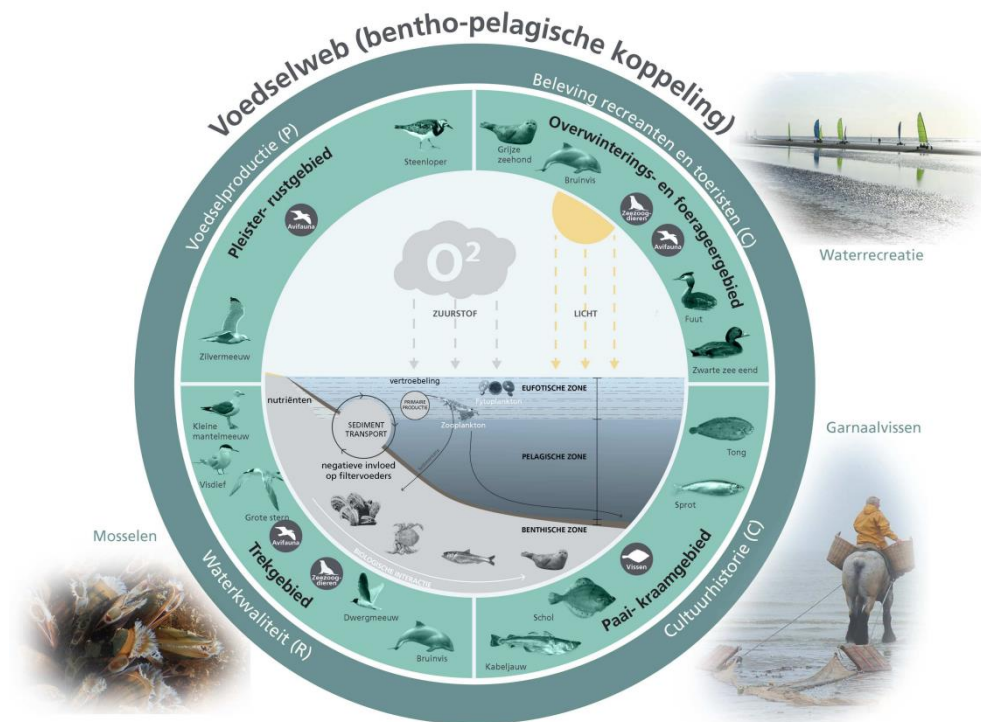 Voedselweb (bentho-pelagische koppeling)
Voedselproductie (P)
Beleving recreanten en toeristen (C)
Cultuurhistorie (C)
Waterkwaliteit (R)
Pleister- rustgebied
Steenloper
Avifauna
Zilvermeeuw
Overwinterings- en foerageergebied
Grijze
zeehond
Bruinvis
Zeezoog-
dieren
Avifauna
Fuut
Zwarte zee eend
Waterrecreatie
O²
ZUURSTOF
LICHT
vertroebeling
EUFOTISCHE ZONE
Fytoplankton
nutriënten
PRIMAIRE
PRODUCTIE
Zooplankton
SEDIMENT
TRANSPORT
PELAGISCHE ZONE
negatieve invloed
op filtervoeders
BENTHISCHE ZONE
BIOLOGISCHE INTERACTIE
Kleine
mantelmeeuw
Visdief
Grote stern
Avifauna
Zeezoog-
dieren
Trekgebied
Dwergmeeuw
Bruinvis
Tong
Sprot
Vissen
Paai- kraamgebied
Schol
Kabeljauw
Garnaalvissen
Mosselen